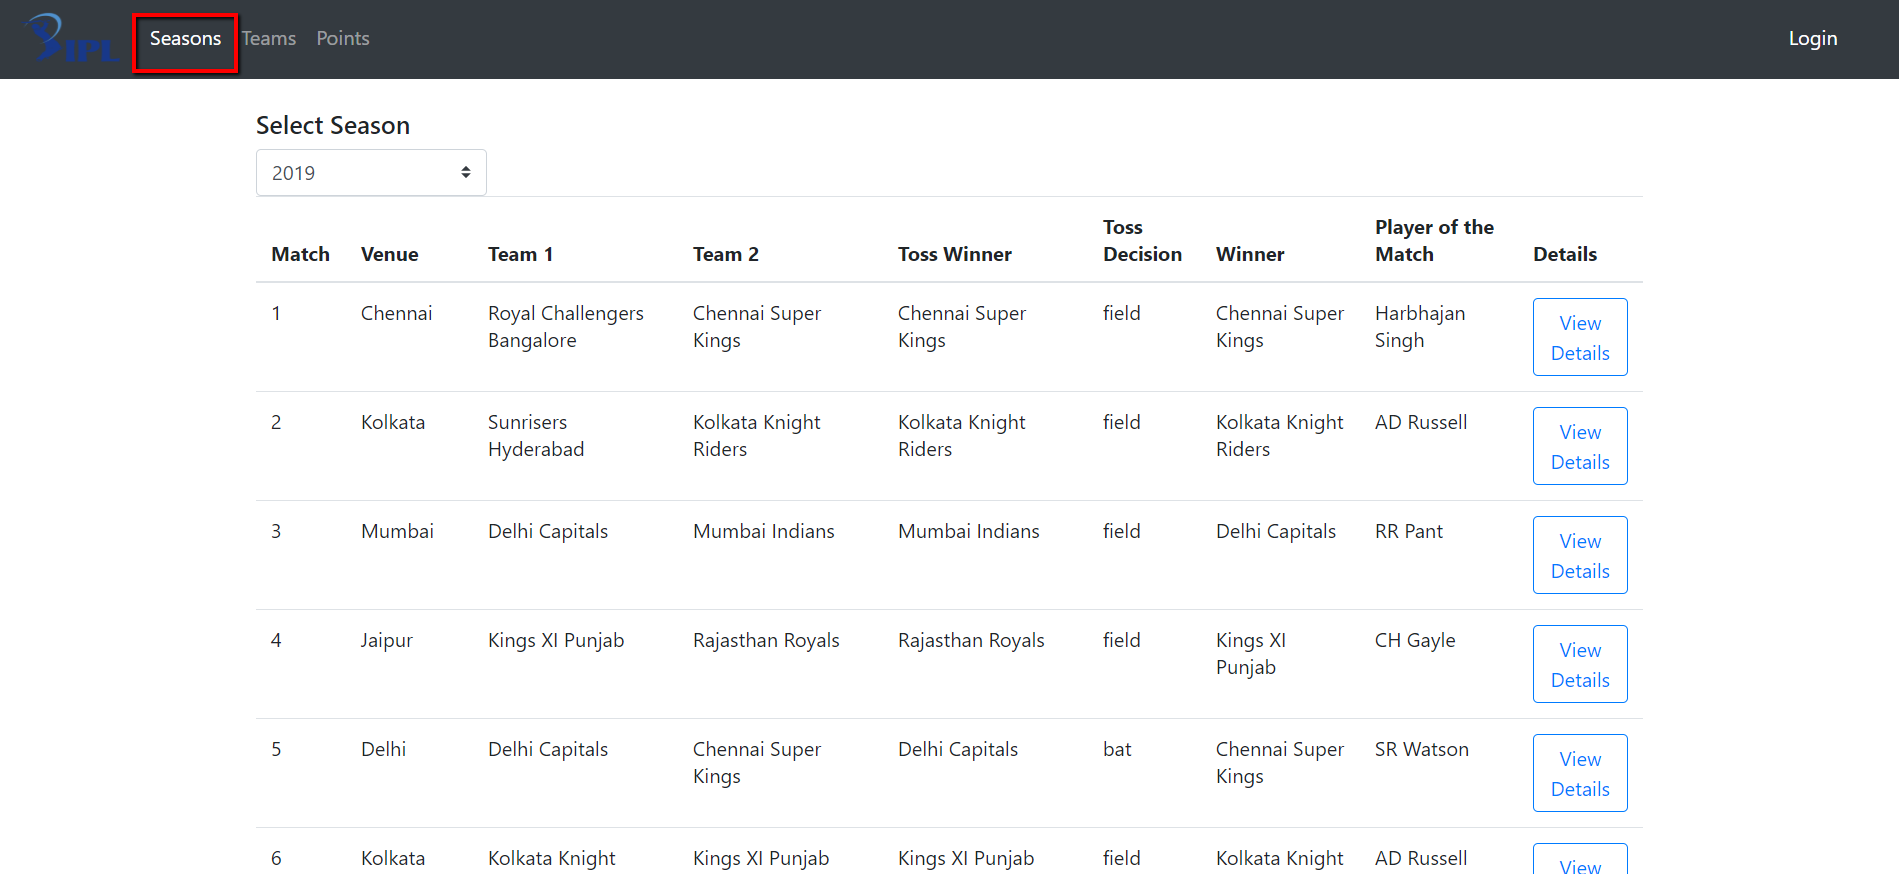 IPL Seasons Teams Points Login
Select Season
2019
Match Venue Team 1 Team 2 Toss Winner Toss Decision Winner Player of the Match Details
1 Chennai Royal Challengers Bangalore Chennai Super Kings Chennai Super Kings field Chennai Super Kings Harbhajan Singh View Details
2 Kolkata Sunrisers Hyderabad Kolkata Knight Riders Kolkata Knight Riders field Kolkata Knight Riders AD Russell View Details
3 Mumbai Delhi Capitals Mumbai Indians Mumbai Indians field Delhi Capitals RR Pant View Details
4 Jaipur Kings XI Punjab Rajasthan Royals Rajasthan Royals field Kings XI Punjab CH Gayle View Details
5 Delhi Delhi Capitals Chennai Super Kings Delhi Capitals bat Chennai Super Kings SR Watson View Details
6 Kolkata Kolkata Knight Kings XI Punjab Kings XI Punjab field Kolkata Knight AD Russell View